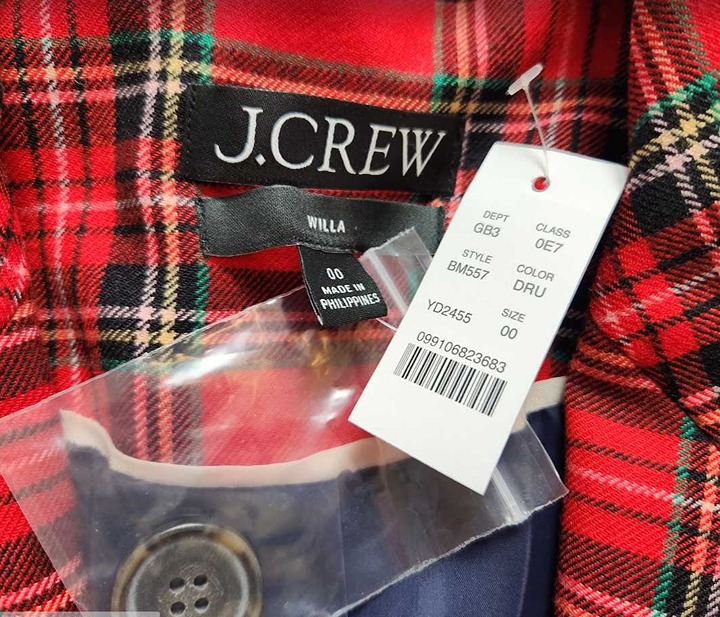 J.CREW
WILLA
00
MADE IN
PHILIPPINES
DEPT CLASS
GB3 0E7
STYLE COLOR
BM557 DRU
YD2455 SIZE
00
099106823683